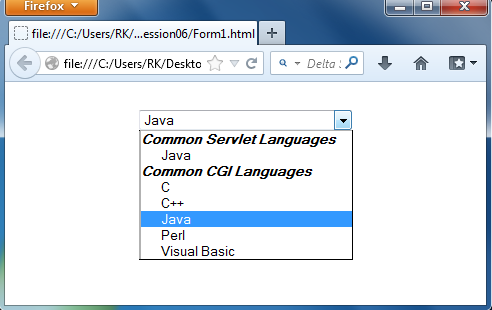 Firefox
file:///C:/Users/RK/...ession06/Form1.html
file:///C:/Users/RK/Deskto
Delta
Java
Common Servlet Languages
Java
Common CGI Languages
C
C++
Java
Perl
Visual Basic